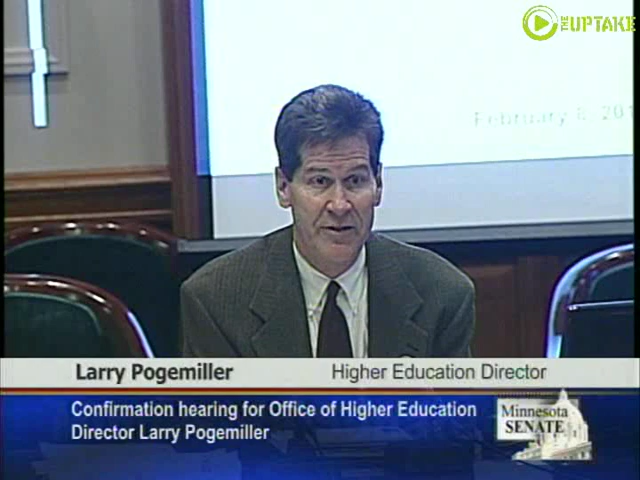 THE UPTAKE
Larry Pogemiller
Higher Education Director
Confirmation hearing for Office of Higher Education
Director Larry Pogemiller
Minnesota
SENATE